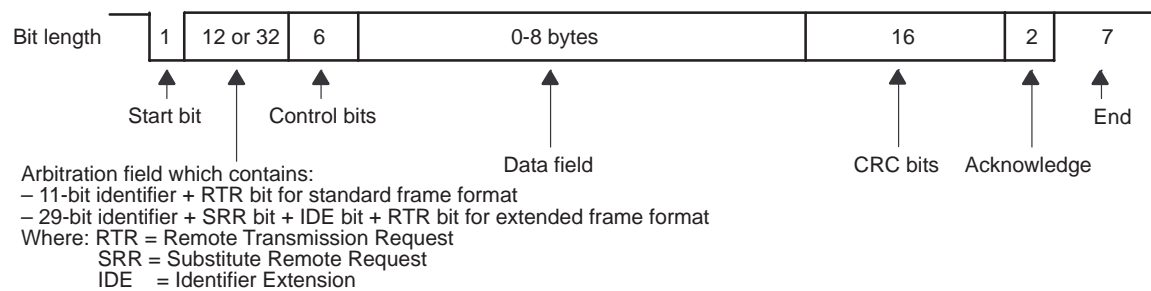 Bit length 1 12 or 32 6 0-8 bytes 16 2 7
Start bit Control bits End
Data field CRC bits Acknowledge
Arbitration field which contains:
– 11-bit identifier + RTR bit for standard frame format
– 29-bit identifier + SRR bit + IDE bit + RTR bit for extended frame format
Where: RTR = Remote Transmission Request
SRR = Substitute Remote Request
IDE = Identifier Extension